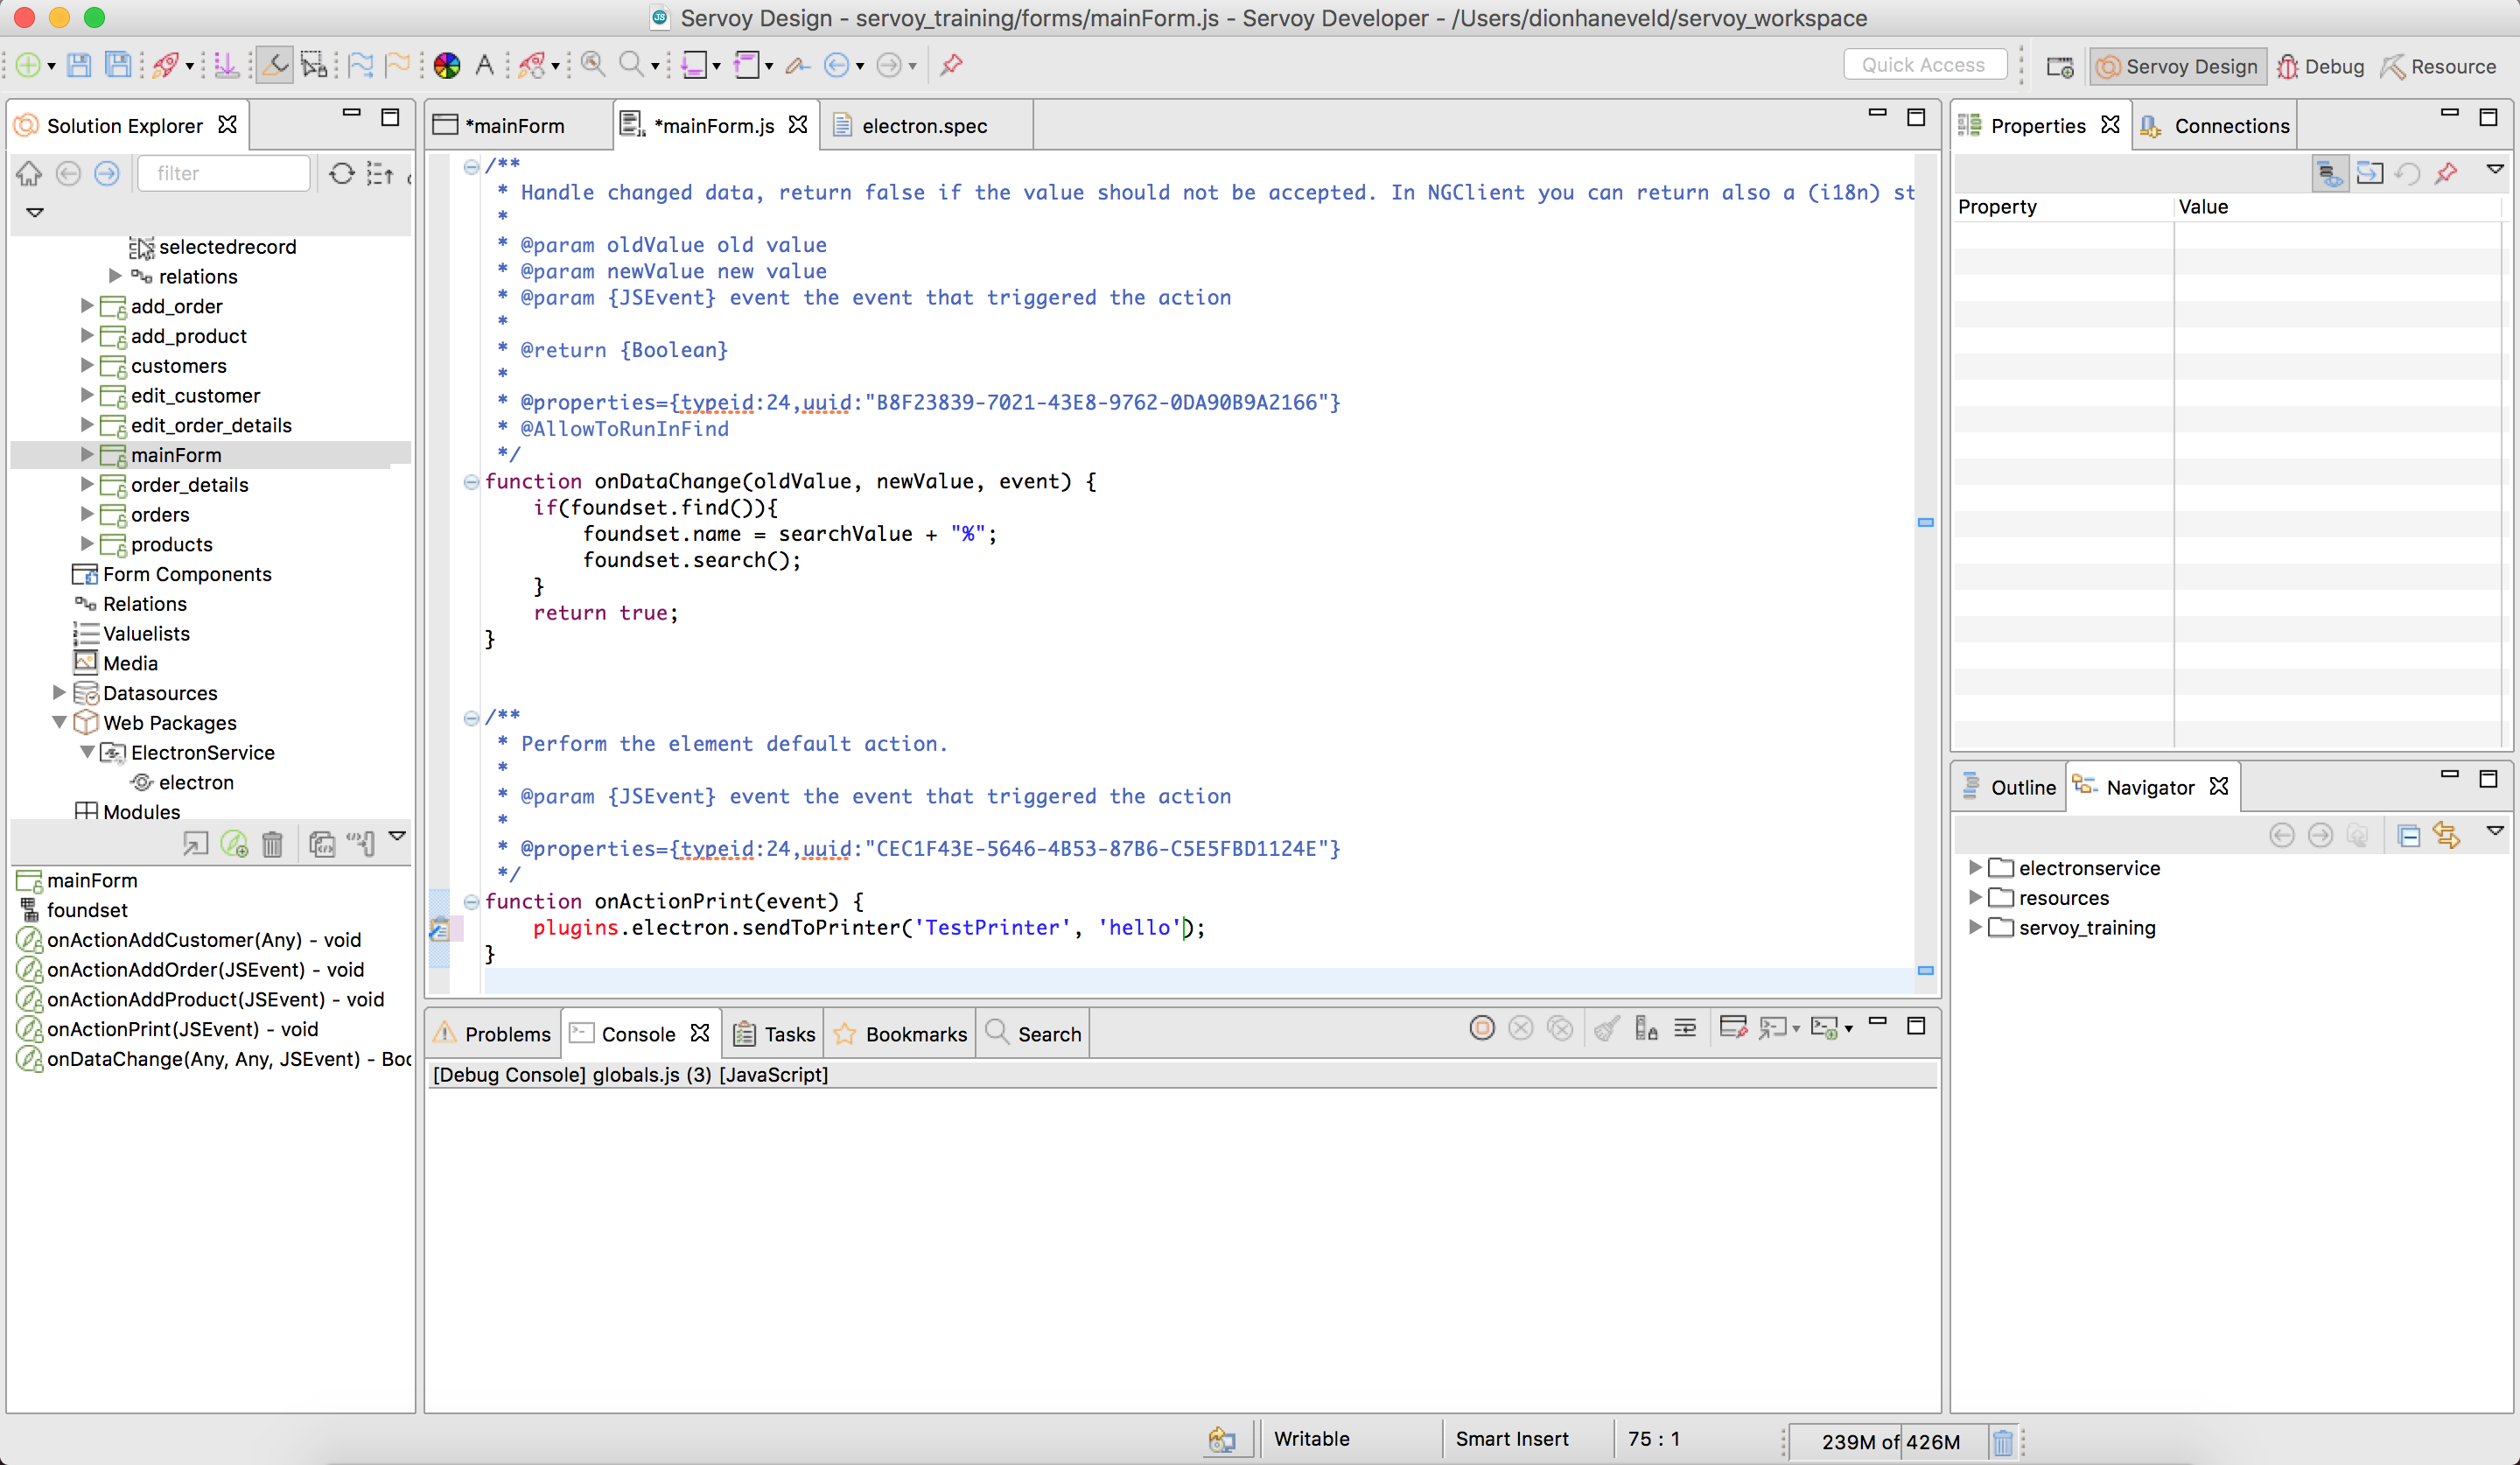 Servoy Design - servoy_training/forms/mainForm.js - Servoy Developer - /Users/dionhaneveld/servoy_workspace
Quick Access
Servoy Design
Debug
Resource
Solution Explorer
filter
selectedrecord
relations
add_order
add_product
customers
edit_customer
edit_order_details
mainForm
order_details
orders
products
Form Components
Relations
Valuelists
Media
Datasources
Web Packages
ElectronService
electron
Modules
mainForm
foundset
onActionAddCustomer(Any) - void
onActionAddOrder(JSEvent) - void
onActionAddProduct(JSEvent) - void
onActionPrint(JSEvent) - void
onDataChange(Any, Any, JSEvent) - Boo
*mainForm
*mainForm.js
electron.spec
/**
* Handle changed data, return false if the value should not be accepted. In NGClient you can return also a (i18n) st
*
* @param oldValue old value
* @param newValue new value
* @param {JSEvent} event the event that triggered the action
*
* @return {Boolean}
*
* @properties={typeid:24,uuid:"B8F23839-7021-43E8-9762-0DA90B9A2166"}
* @AllowToRunInFind
*/
function onDataChange(oldValue, newValue, event) {
if(foundset.find()){
foundset.name = searchValue + "%";
foundset.search();
}
return true;
}
/**
* Perform the element default action.
*
* @param {JSEvent} event the event that triggered the action
*
* @properties={typeid:24,uuid:"CEC1F43E-5646-4B53-87B6-C5E5FBD1124E"}
*/
function onActionPrint(event) {
plugins.electron.sendToPrinter('TestPrinter', 'hello');
}
Problems
Console
Tasks
Bookmarks
Search
[Debug Console] globals.js (3) [JavaScript]
Properties
Connections
Property
Value
Outline
Navigator
electronservice
resources
servoy_training
Writable
Smart Insert
75 : 1
239M of 426M